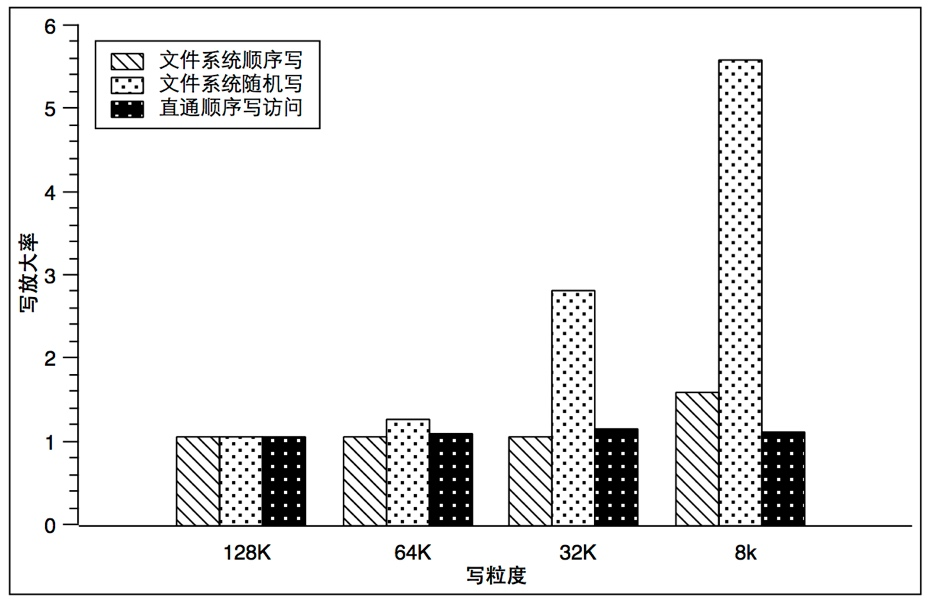 文件系统顺序写
文件系统随机写
直通顺序写访问
写放大率
6
5
4
3
2
1
0
128K
64K
32K
8k
写粒度